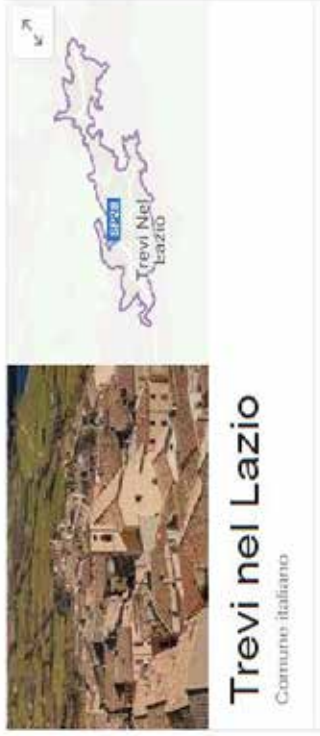 SP28
Trevi Nel
Lazio
Trevi nel Lazio
Comune italiano